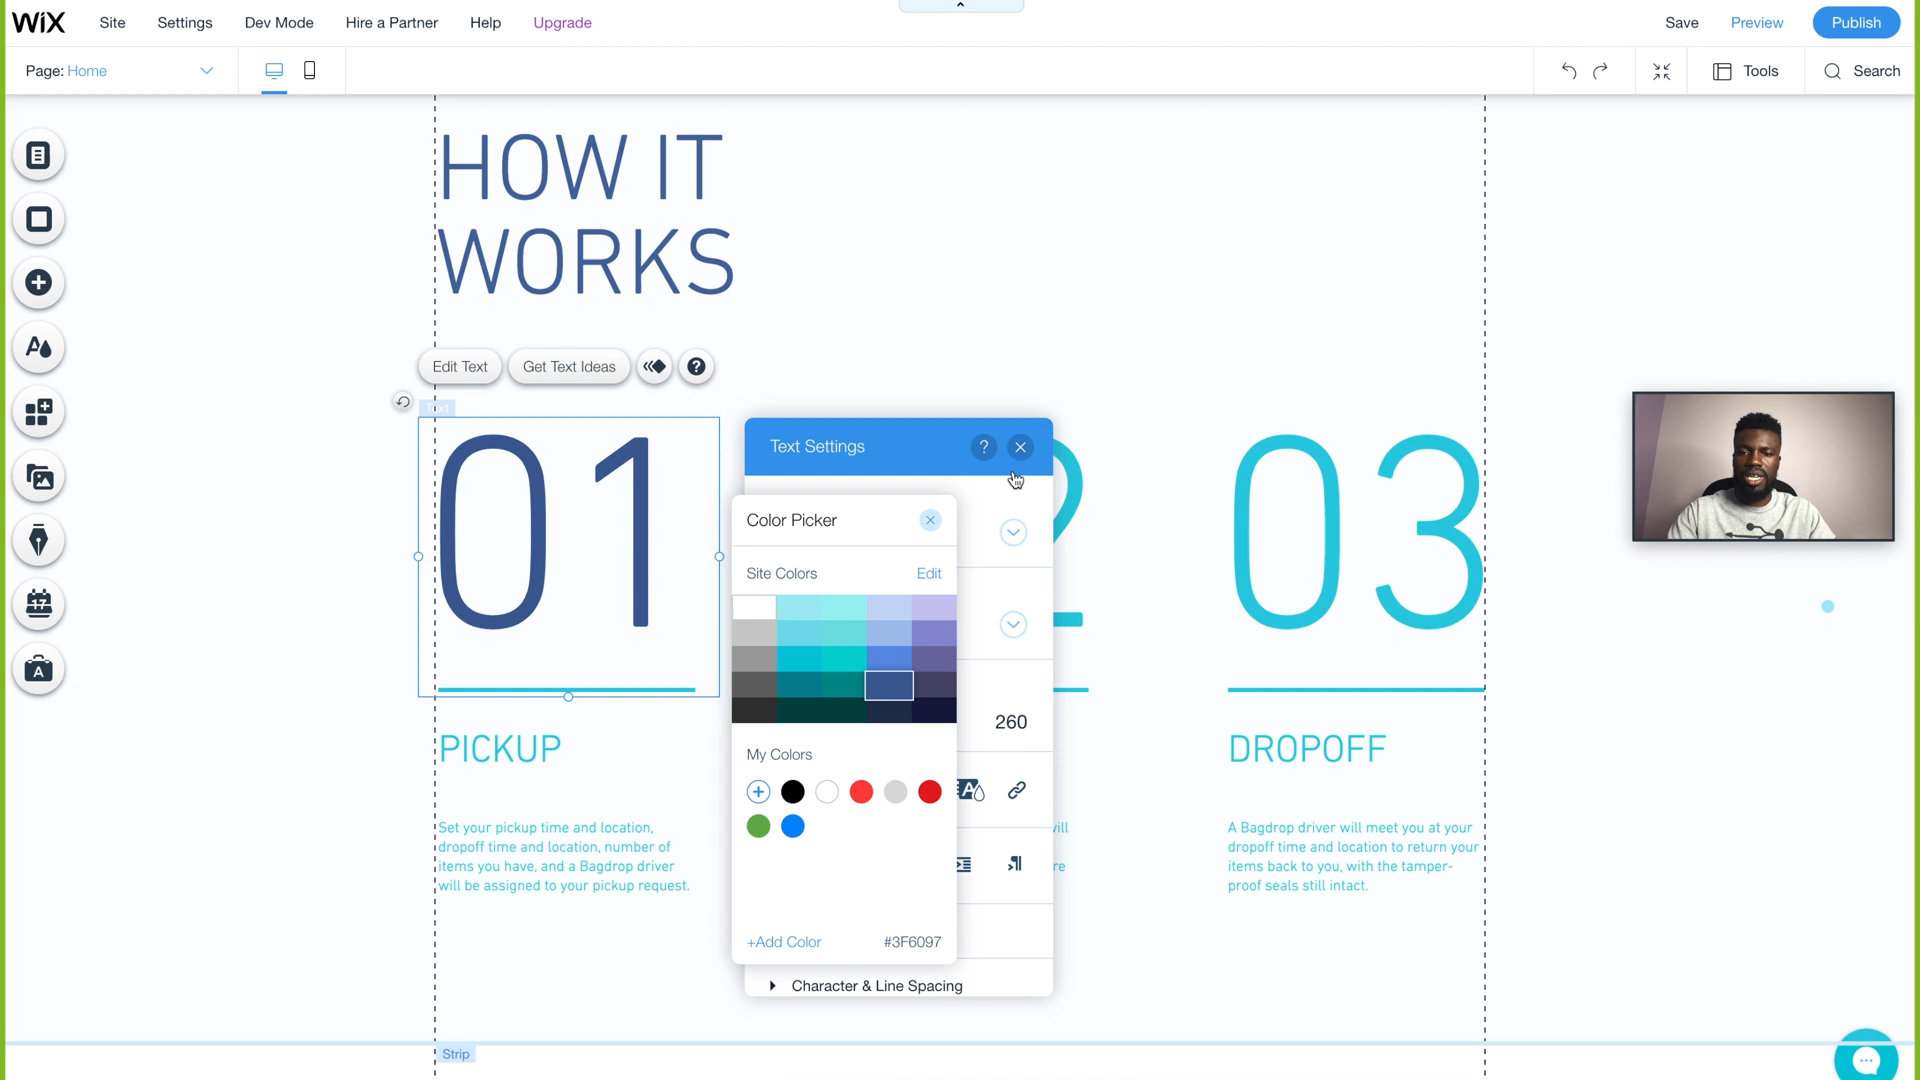 WiX
Site
Settings
Dev Mode
Hire a Partner
Help
Upgrade
Save
Preview
Publish
Page: Home
Tools
Search
HOW IT
WORKS
Edit Text
Get Text Ideas
?
Text
01
2
03
Text Settings
?
Color Picker
Site Colors
Edit
260
My Colors
A
+Add Color
#3F6097
Character & Line Spacing
PICKUP
DROPOFF
Set your pickup time and location,
dropoff time and location, number of
items you have, and a Bagdrop driver
will be assigned to your pickup request.
will
re
A Bagdrop driver will meet you at your
dropoff time and location to return your
items back to you, with the tamper-
proof seals still intact.
A
17
A
Strip